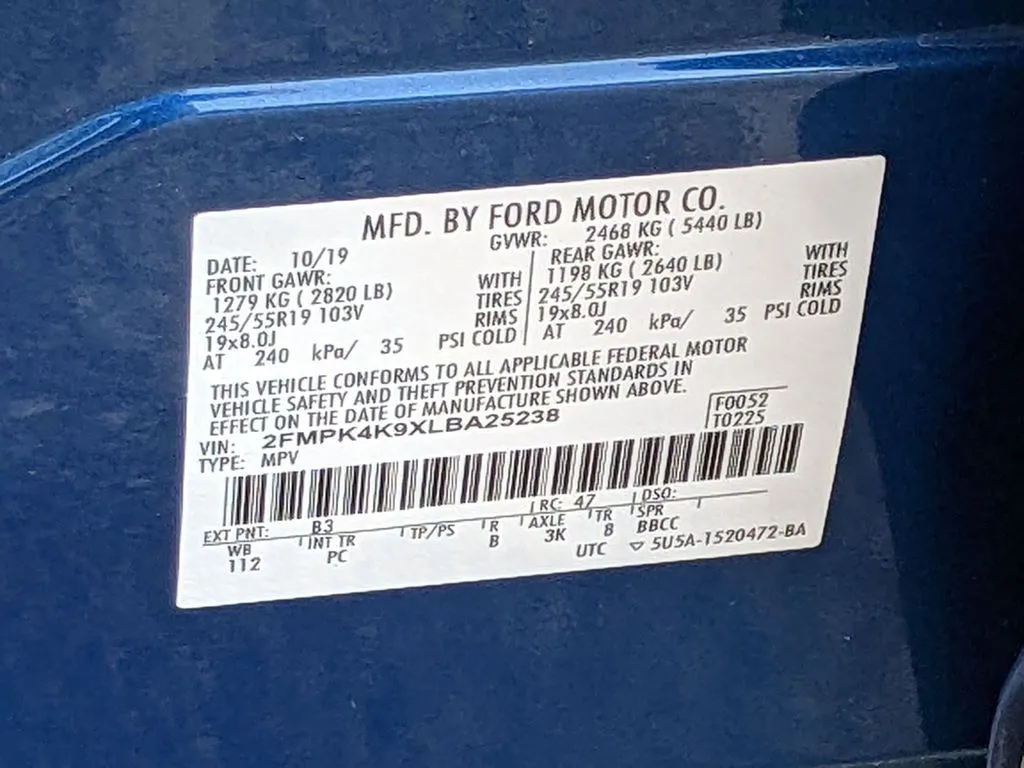 MFD. BY FORD MOTOR CO.
DATE: 10/19 GVWR: 2468 KG ( 5440 LB)
FRONT GAWR: REAR GAWR:
1279 KG ( 2820 LB) WITH 1198 KG ( 2640 LB) WITH
245/55R19 103V TIRES 245/55R19 103V TIRES
19x8.0J RIMS 19x8.0J RIMS
AT 240 kPa/ 35 PSI COLD AT 240 kPa/ 35 PSI COLD
THIS VEHICLE CONFORMS TO ALL APPLICABLE FEDERAL MOTOR
VEHICLE SAFETY AND THEFT PREVENTION STANDARDS IN
EFFECT ON THE DATE OF MANUFACTURE SHOWN ABOVE.
VIN: 2FMPK4K9XLBA25238 F0052
TYPE: MPV T0225
EXT PNT: B3 RC: 47 DSO:
WB INT TR TP/PS R AXLE TR SPR
112 PC B 3K 8 BBCC
UTC ▽ 5U5A-1520472-BA